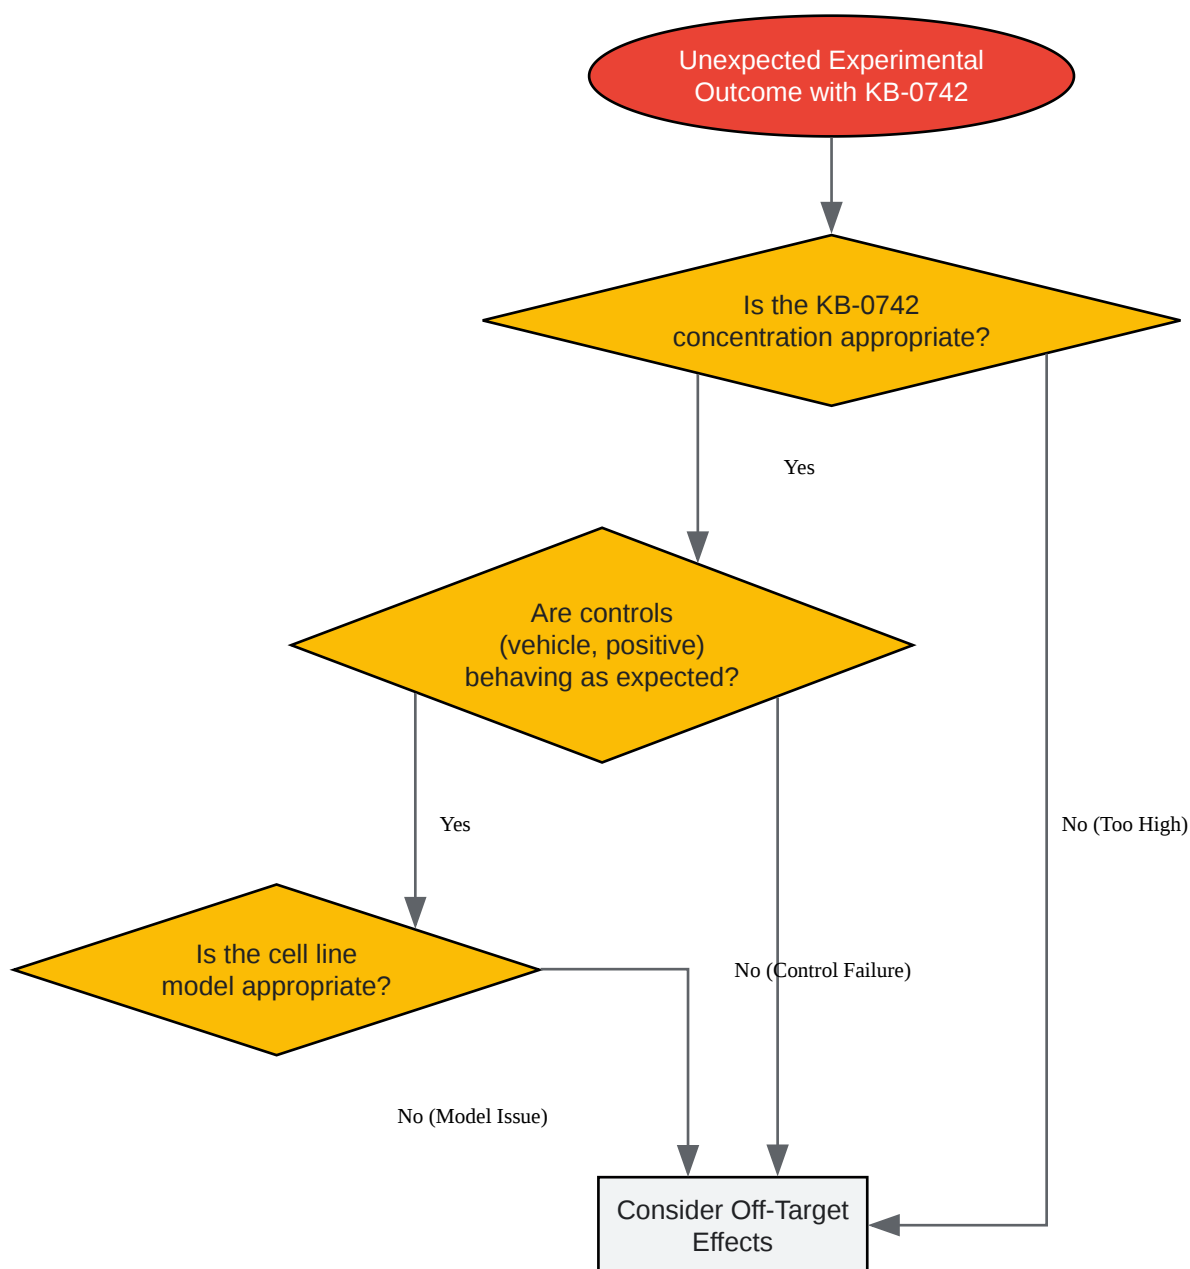 Unexpected Experimental
Outcome with KB-0742
Is the KB-0742
concentration appropriate?
Yes
Are controls
(vehicle, positive)
behaving as expected?
Yes
No (Too High)
Is the cell line
model appropriate?
No (Control Failure)
No (Model Issue)
Consider Off-Target
Effects